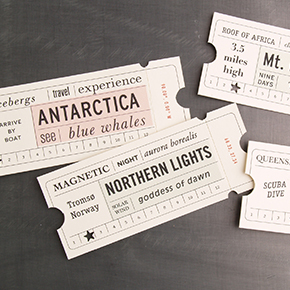 icebergs travel experience
ARRIVE BY BOAT
ANTARCTICA
see blue whales
MAGNETIC NIGHT aurora borealis
Tromsø Norway
NORTHERN LIGHTS
SOLAR WIND goddess of dawn
ROOF OF AFRICA
3.5 miles high
Mt.
NINE DAYS
QUEENS
SCUBA DIVE